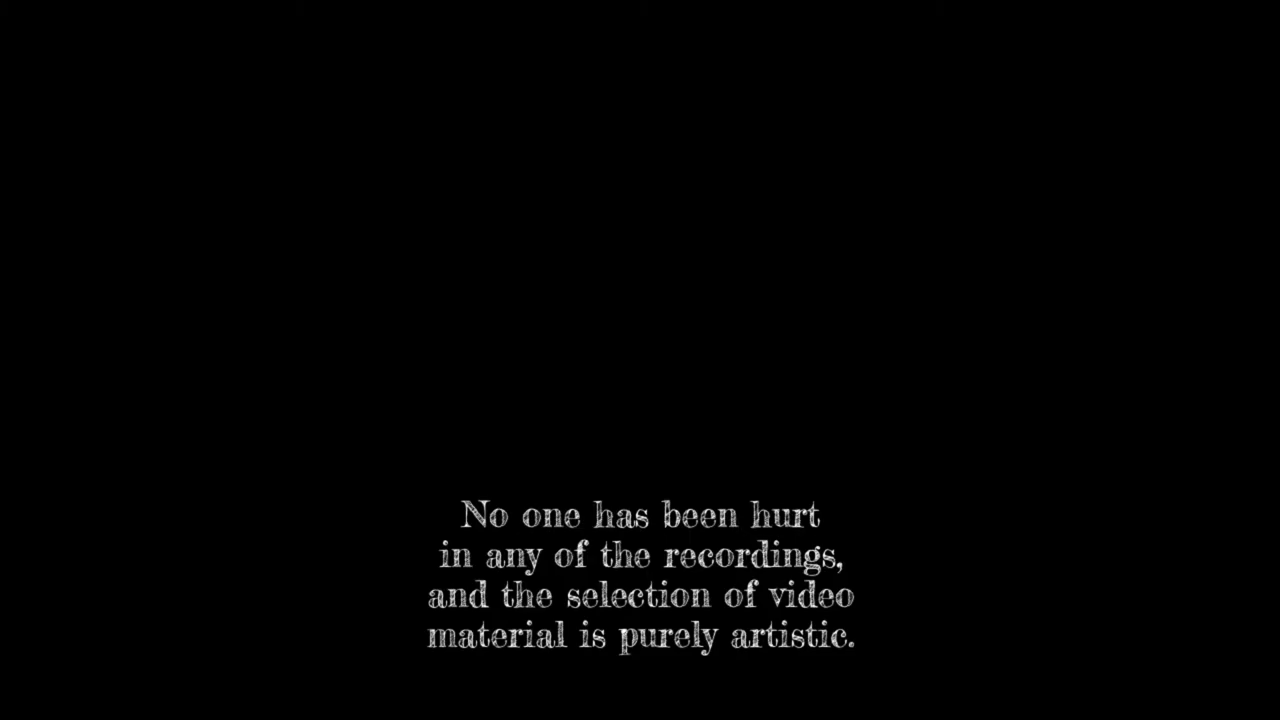 No one has been hurt
in any of the recordings,
and the selection of video
material is purely artistic.